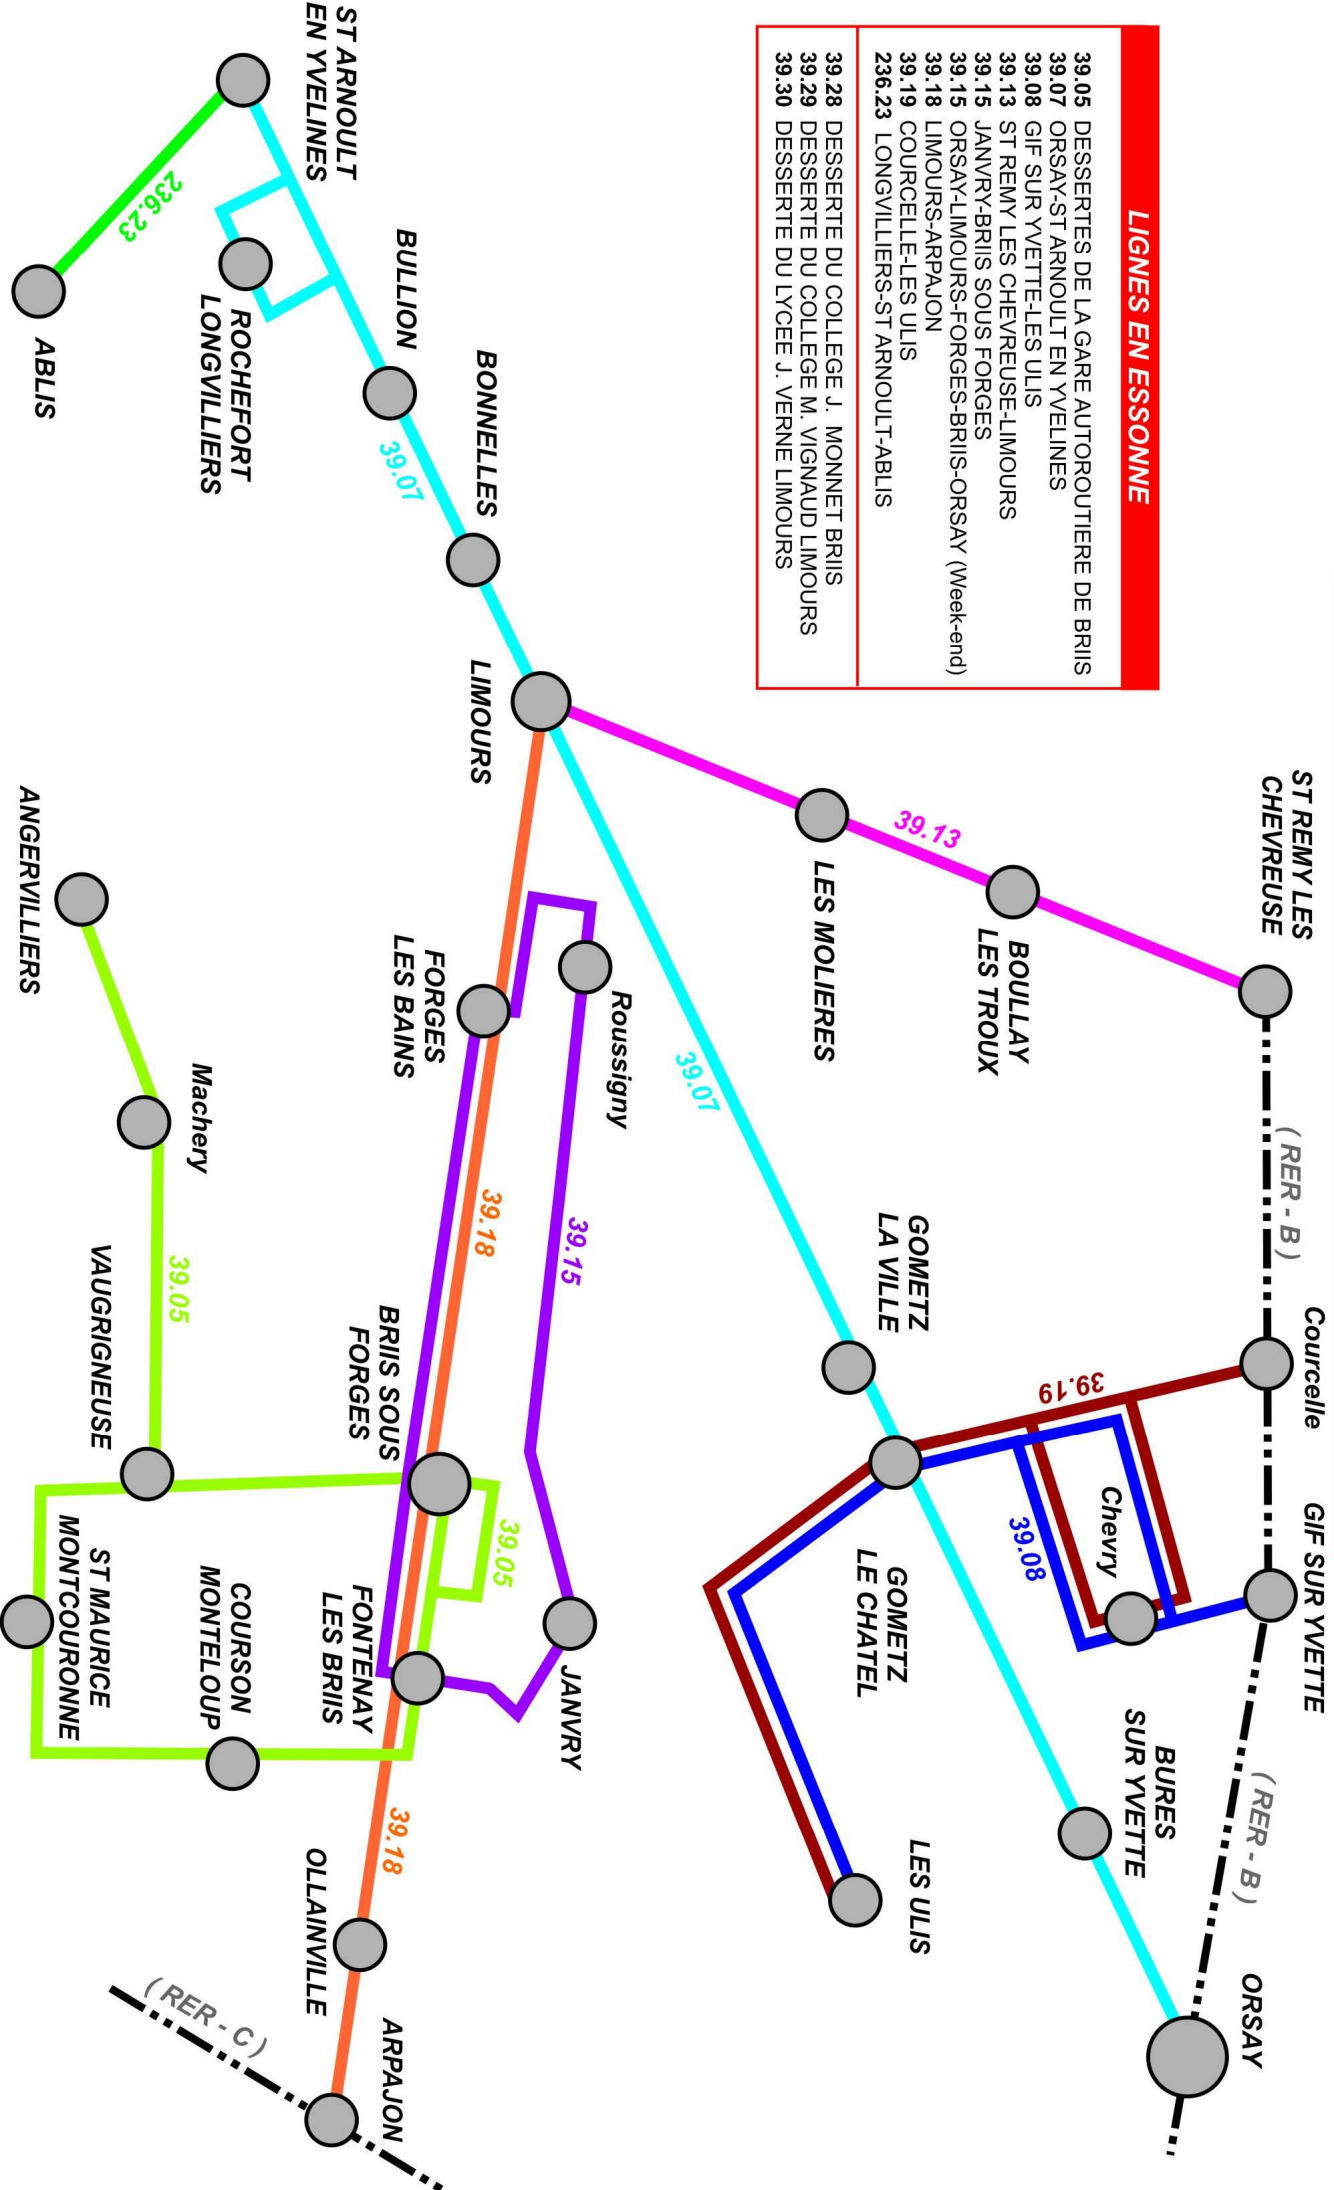 LIGNES EN ESSONNE
39.05 DESSERTES DE LA GARE AUTOROUTIERE DE BRIIS
39.07 ORSAY-ST ARNOULT EN YVELINES
39.08 GIF SUR YVETTE-LES ULIS
39.13 ST REMY LES CHEVREUSE-LIMOURS
39.15 JANVRY-BRIIS SOUS FORGES
39.15 ORSAY-LIMOURS-FORGES-BRIIS-ORSAY (Week-end)
39.18 LIMOURS-ARPAJON
39.19 COURCELLE-LES ULIS
236.23 LONGVILLIERS-ST ARNOULT-ABLIS
39.28 DESSERTE DU COLLEGE J. MONNET BRIIS
39.29 DESSERTE DU COLLEGE M. VIGNAUD LIMOURS
39.30 DESSERTE DU LYCEE J. VERNE LIMOURS
ST REMY LES
CHEVREUSE
( RER - B )
Courcelle
GIF SUR YVETTE
( RER - B )
ORSAY
BOULLAY
LES TROUX
39.13
LES MOLIERES
39.19
Chevry
39.08
BURES
SUR YVETTE
GOMETZ
LA VILLE
GOMETZ
LE CHATEL
LES ULIS
39.07
ST ARNOULT
EN YVELINES
BULLION
BONNELLES
39.07
LIMOURS
236.23
ROCHEFORT
LONGVILLIERS
ABLIS
Roussigny
39.15
JANVRY
FORGES
LES BAINS
39.18
39.05
BRIIS SOUS
FORGES
FONTENAY
LES BRIIS
39.18
OLLAINVILLE
ARPAJON
( RER - C )
Machery
39.05
ANGERVILLIERS
VAUGRIGNEUSE
COURSON
MONTELOUP
ST MAURICE
MONTCOURONNE